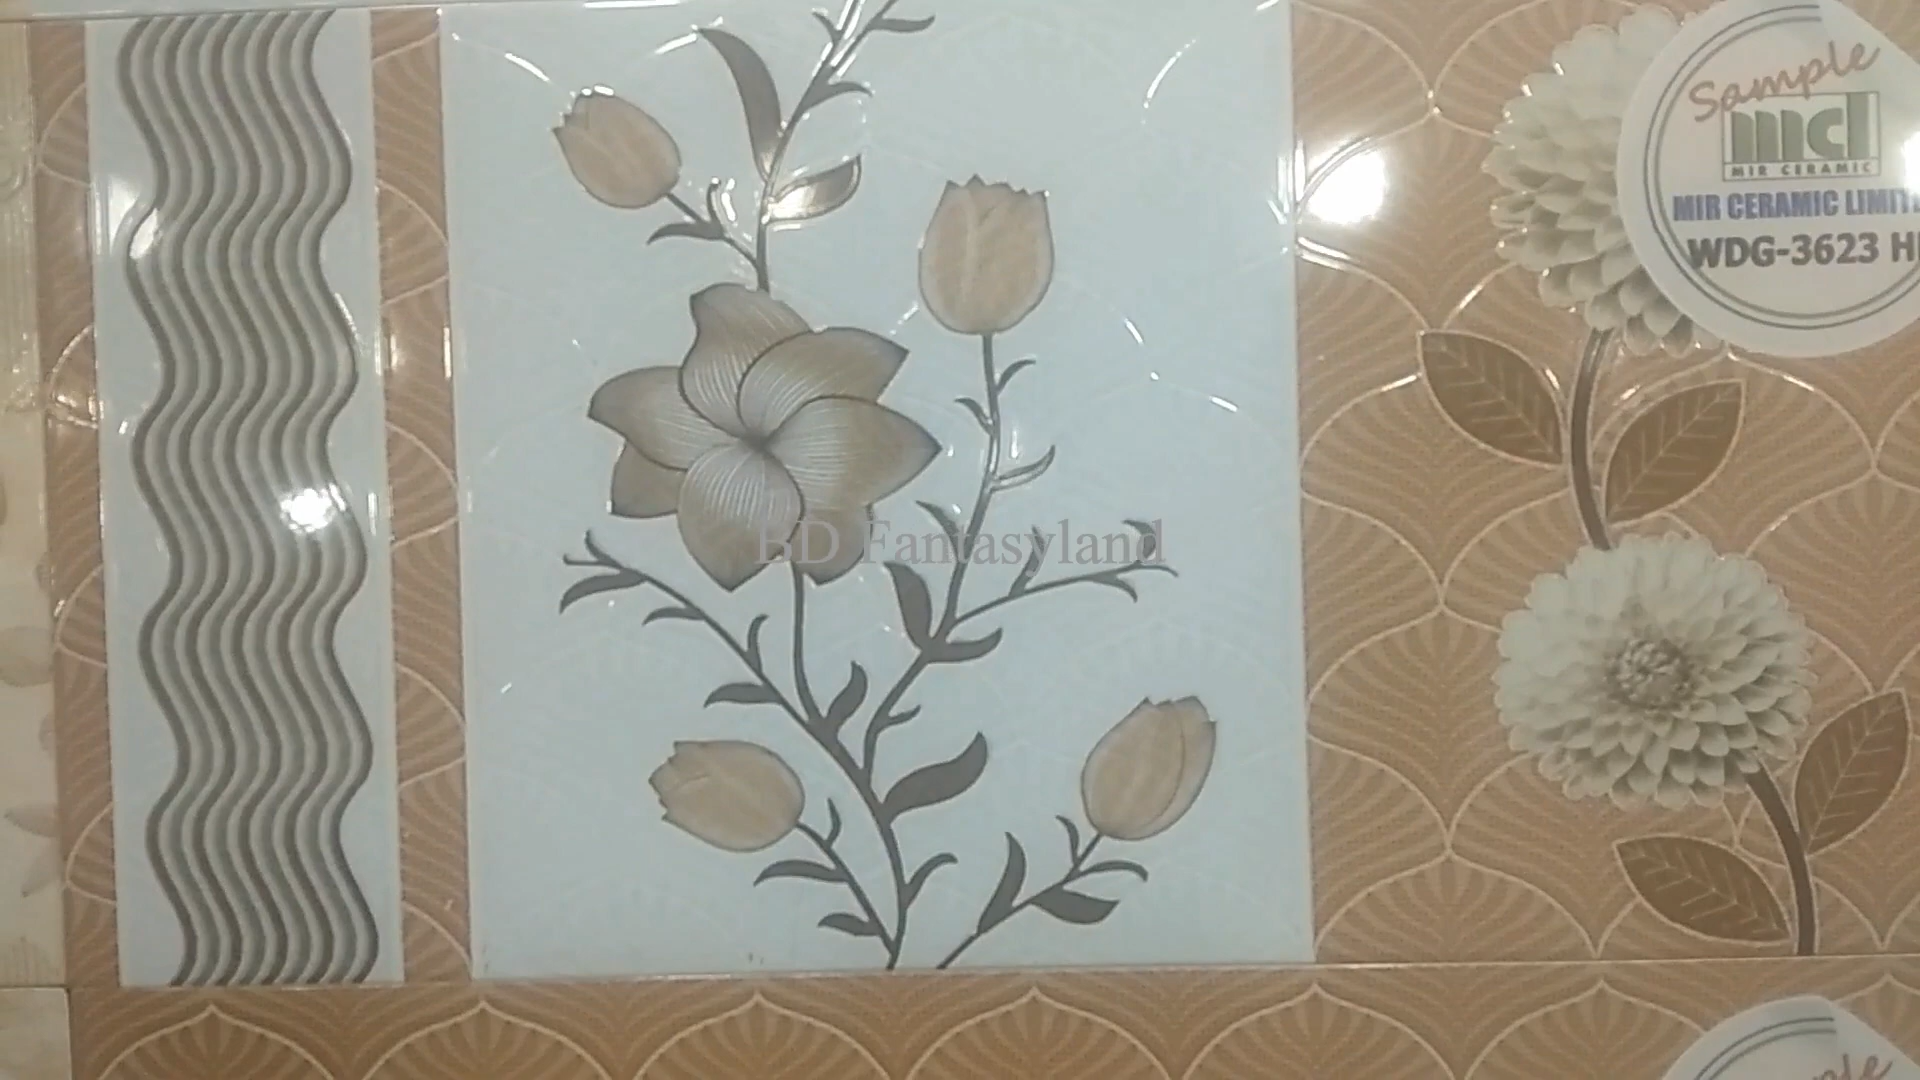 Sample
mcl
MIR CERAMIC
MIR CERAMIC LIMIT
WDG-3623 H
BD Fantasyland